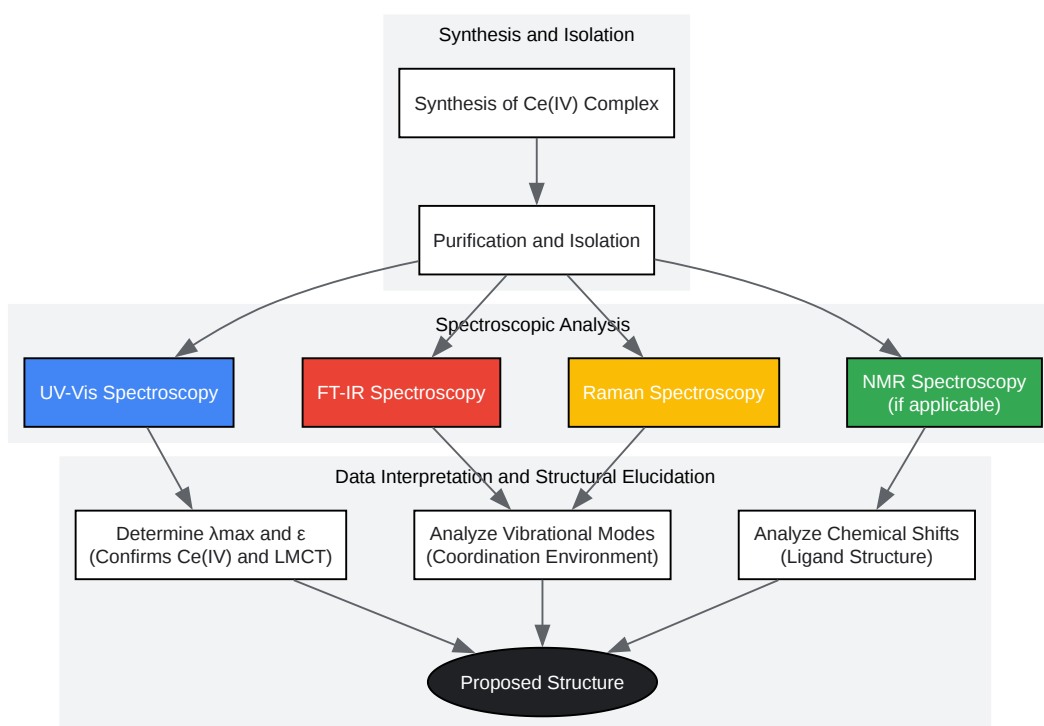 Synthesis and Isolation
Synthesis of Ce(IV) Complex
Purification and Isolation
Spectroscopic Analysis
UV-Vis Spectroscopy
FT-IR Spectroscopy
Raman Spectroscopy
NMR Spectroscopy
(if applicable)
Data Interpretation and Structural Elucidation
Determine λmax and ε
(Confirms Ce(IV) and LMCT)
Analyze Vibrational Modes
(Coordination Environment)
Analyze Chemical Shifts
(Ligand Structure)
Proposed Structure